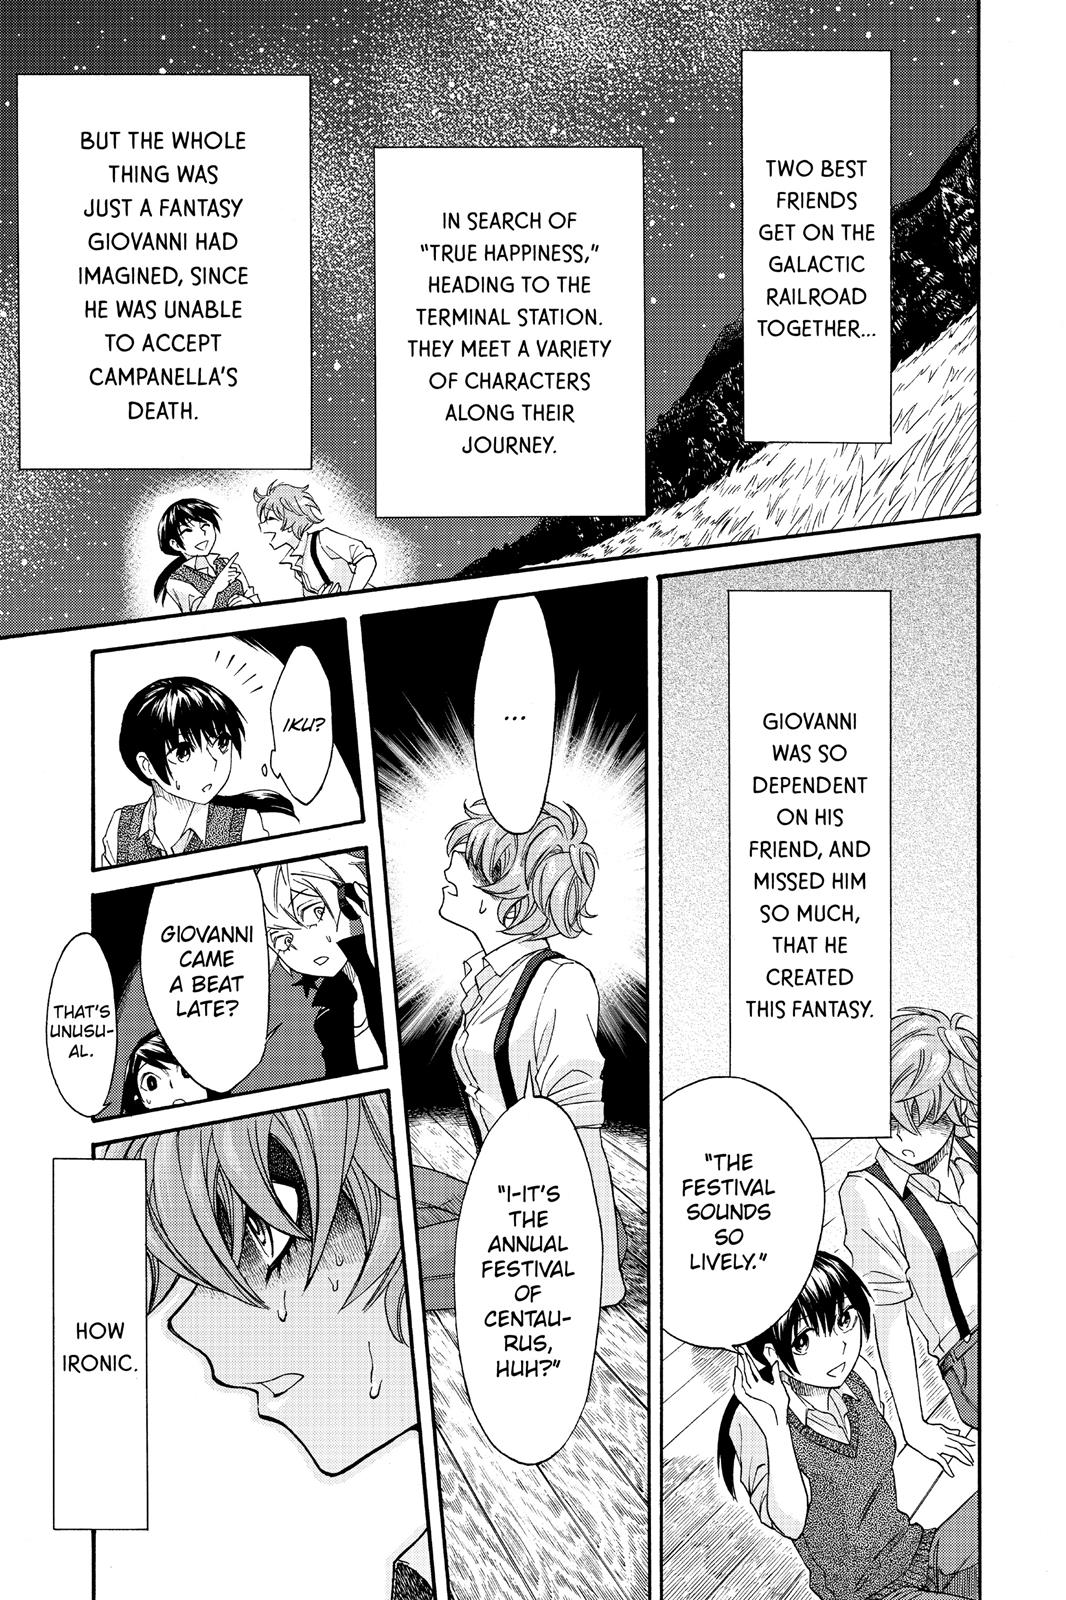 TWO BEST
FRIENDS
GET ON THE
GALACTIC
RAILROAD
TOGETHER...
IN SEARCH OF
"TRUE HAPPINESS,"
HEADING TO THE
TERMINAL STATION.
THEY MEET A VARIETY
OF CHARACTERS
ALONG THEIR
JOURNEY.
BUT THE WHOLE
THING WAS
JUST A FANTASY
GIOVANNI HAD
IMAGINED, SINCE
HE WAS UNABLE
TO ACCEPT
CAMPANELLA'S
DEATH.
GIOVANNI
WAS SO
DEPENDENT
ON HIS
FRIEND, AND
MISSED HIM
SO MUCH,
THAT HE
CREATED
THIS FANTASY.
"THE
FESTIVAL
SOUNDS
SO
LIVELY."
...
"I-IT'S
THE
ANNUAL
FESTIVAL
OF
CENTAU-
RUS,
HUH?"
IKU?
GIOVANNI
CAME
A BEAT
LATE?
THAT'S
UNUSU-
AL.
HOW
IRONIC.